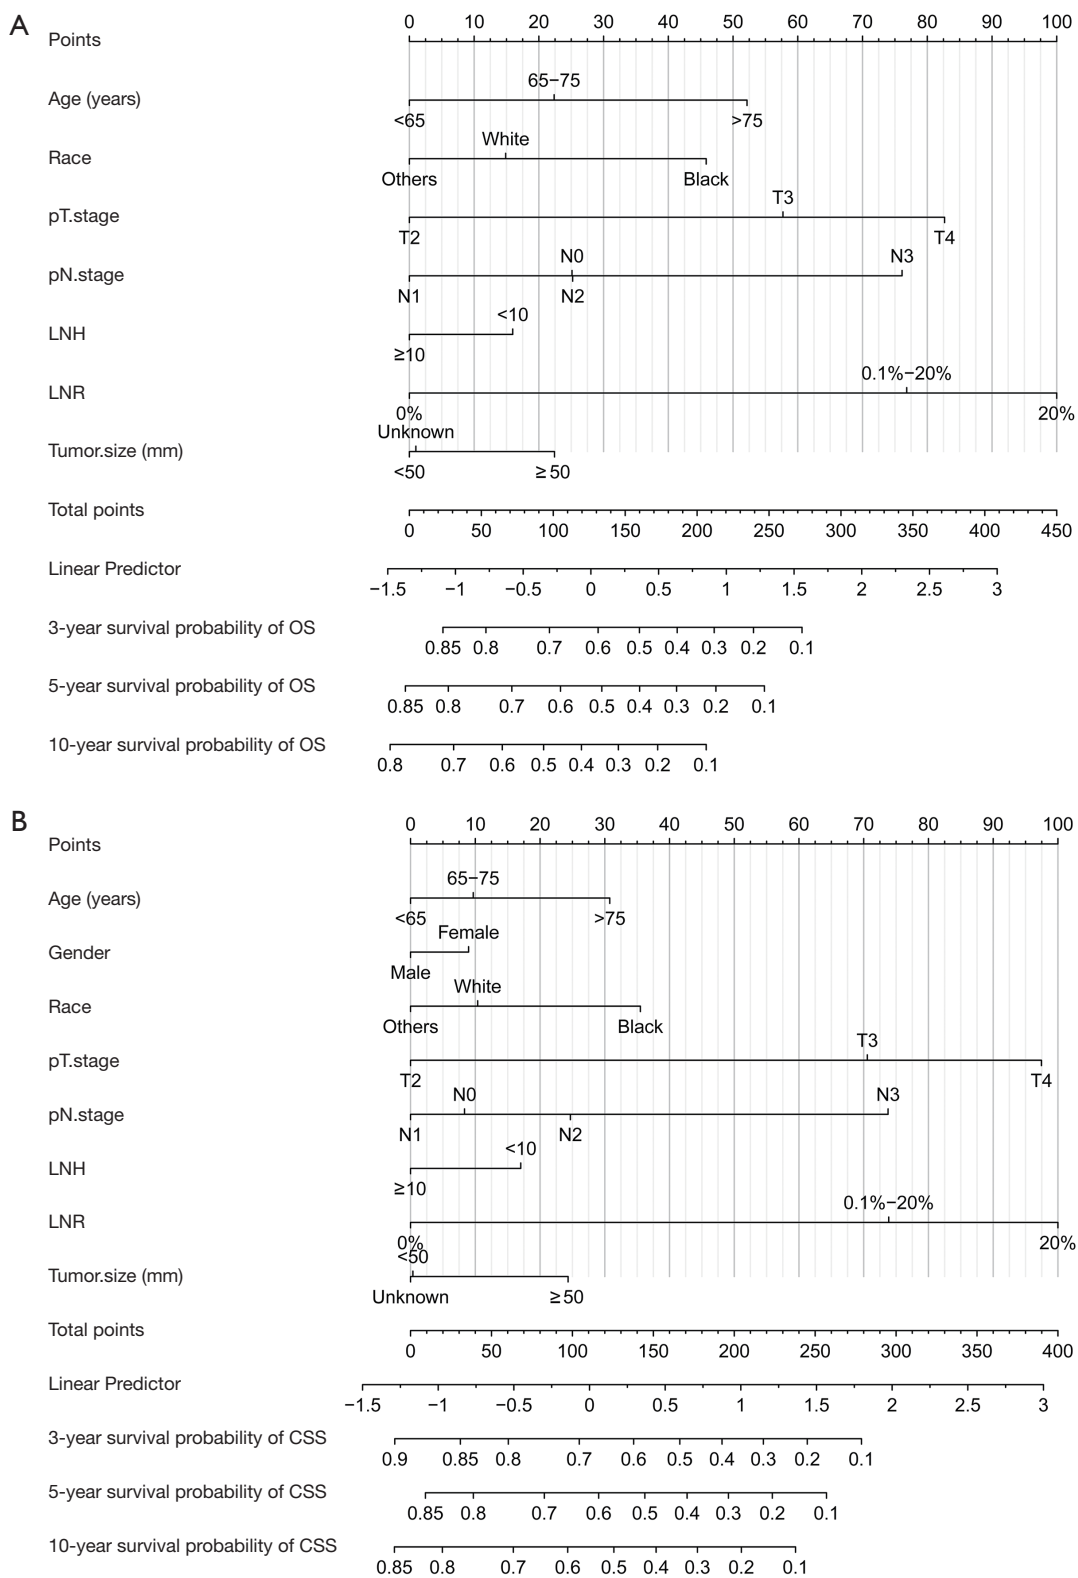 A
0 10 20 30 40 50 60 70 80 90 100
Points
65−75
Age (years)
<65 >75
White
Race
Others Black
T3
pT.stage
T2 T4
N0 N3
pN.stage
N1 N2
<10
LNH
≥10
0.1%−20%
LNR
0% 20%
Unknown
Tumor.size (mm)
<50 ≥50
Total points
0 50 100 150 200 250 300 350 400 450
Linear Predictor
−1.5 −1 −0.5 0 0.5 1 1.5 2 2.5 3
3-year survival probability of OS
0.85 0.8 0.7 0.6 0.5 0.4 0.3 0.2 0.1
5-year survival probability of OS
0.85 0.8 0.7 0.6 0.5 0.4 0.3 0.2 0.1
10-year survival probability of OS
0.8 0.7 0.6 0.5 0.4 0.3 0.2 0.1
B
0 10 20 30 40 50 60 70 80 90 100
Points
65−75
Age (years)
<65 >75
Female
Gender
Male
White
Race
Others Black
T3
pT.stage
T2 T4
N0 N3
pN.stage
N1 N2
<10
LNH
≥10
0.1%−20%
LNR
0% 20%
<50
Tumor.size (mm)
Unknown ≥50
Total points
0 50 100 150 200 250 300 350 400
Linear Predictor
−1.5 −1 −0.5 0 0.5 1 1.5 2 2.5 3
3-year survival probability of CSS
0.9 0.85 0.8 0.7 0.6 0.5 0.4 0.3 0.2 0.1
5-year survival probability of CSS
0.85 0.8 0.7 0.6 0.5 0.4 0.3 0.2 0.1
10-year survival probability of CSS
0.85 0.8 0.7 0.6 0.5 0.4 0.3 0.2 0.1